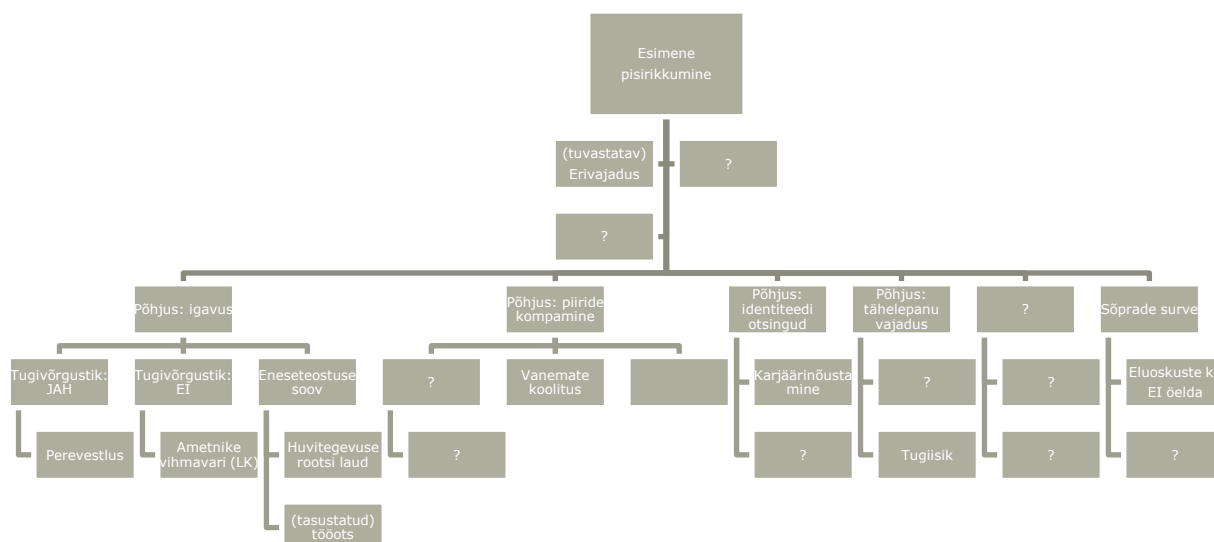 Esimene
pisirikkumine
(tuvastatav)
Erivajadus
?
?
Põhjus: igavus
Põhjus: piiride
kompamine
Põhjus:
identiteedi
otsingud
Põhjus:
tähelepanu
vajadus
?
Sõprade surve
Tugivõrgustik:
JAH
Tugivõrgustik:
EI
Eneseteostuse
soov
?
Vanemate
koolitus
Karjäärinõusta
mine
?
?
Eluoskuste k
EI öelda
Perevestlus
Ametnike
vihmavari (LK)
Huvitegevuse
rootsi laud
?
?
Tugiisik
?
?
(tasustatud)
tööots